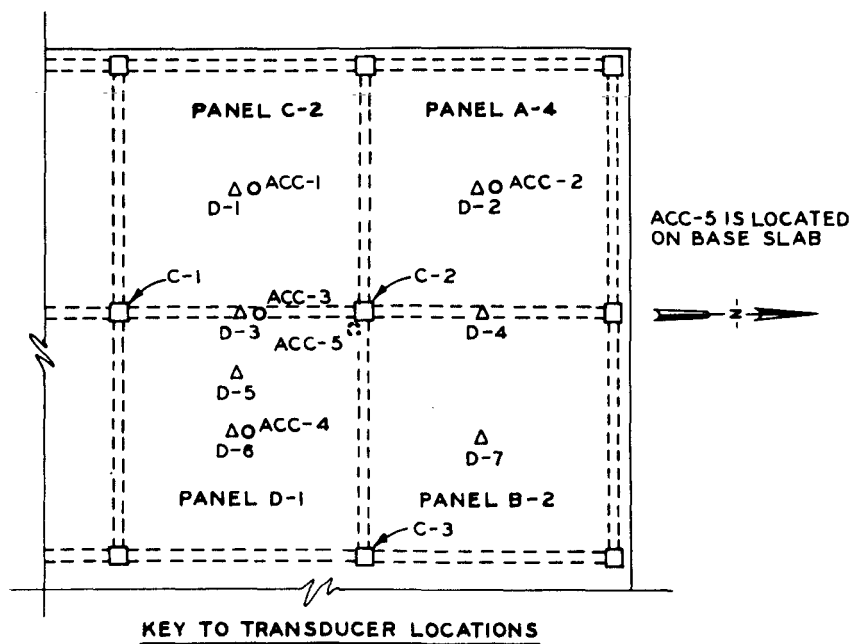 PANEL C-2
PANEL A-4
ACC-1
D-1
ACC-2
D-2
ACC-5 IS LOCATED
ON BASE SLAB
C-1
C-2
ACC-3
D-3
ACC-5
D-4
N
D-5
ACC-4
D-6
D-7
PANEL D-1
PANEL B-2
C-3
KEY TO TRANSDUCER LOCATIONS